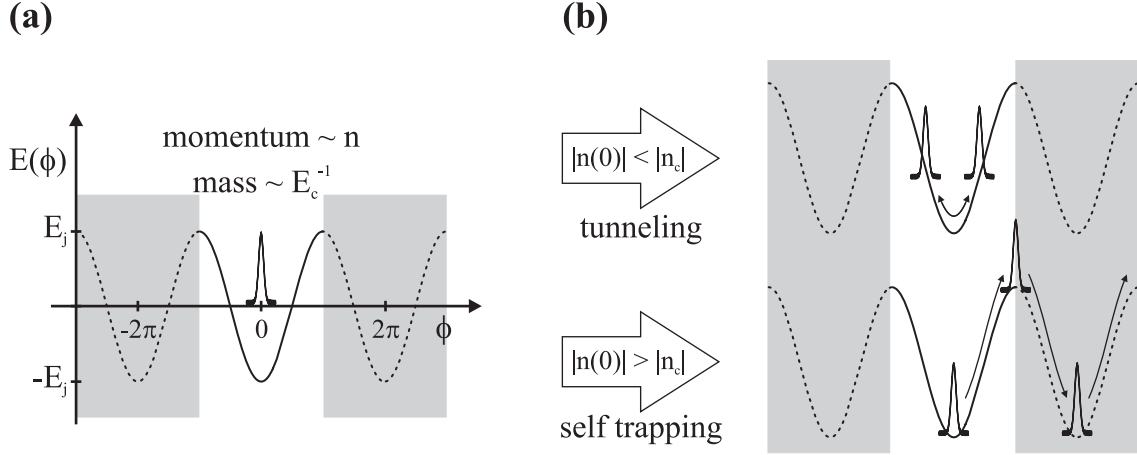 (a)
momentum ~ n
mass ~ E_c^-1
E(ϕ)
E_j
-2π
0
2π
ϕ
-E_j
(b)
|n(0)| < |n_c|
tunneling
|n(0)| > |n_c|
self trapping